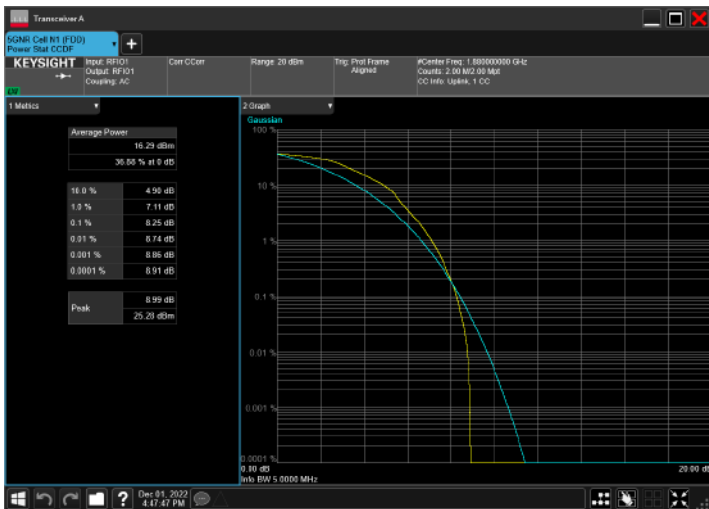 Transceiver A
5GNR Cell N1 (FDD)
Power Stat CCDF
KEYSIGHT
Input: RFIO1
Output: RFIO1
Coupling: AC
Corr CCorr
Range: 20 dBm
Trig: Prot Frame
Aligned
#Center Freq: 1.880000000 GHz
Counts: 2.00 M/2.00 Mpt
CC Info: Uplink, 1 CC
1 Metrics
Average Power
16.29 dBm
36.88 % at 0 dB
10.0 % 4.90 dB
1.0 % 7.11 dB
0.1 % 8.25 dB
0.01 % 8.74 dB
0.001 % 8.86 dB
0.0001 % 8.91 dB
Peak
8.99 dB
25.28 dBm
2 Graph
Gaussian
100 %
10 %
1 %
0.1 %
0.01 %
0.001 %
0.0001 %
0.00 dB
20.00 dB
Info BW 5.0000 MHz
Dec 01, 2022
4:47:47 PM